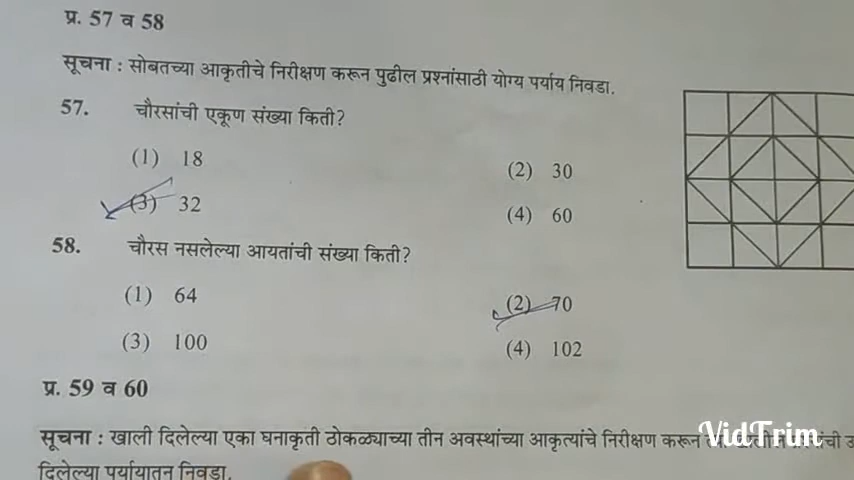 प्र. 57 व 58
सूचना : सोबतच्या आकृतीचे निरीक्षण करून पुढील प्रश्नांसाठी योग्य पर्याय निवडा.
57. चौरसांची एकूण संख्या किती?
(1) 18 (2) 30
(3) 32 (4) 60
58. चौरस नसलेल्या आयतांची संख्या किती?
(1) 64 (2) 70
(3) 100 (4) 102
प्र. 59 व 60
सूचना : खाली दिलेल्या एका घनाकृती ठोकळ्याच्या तीन अवस्थांच्या आकृत्यांचे निरीक्षण करून
दिलेल्या पर्यायातून निवडा.
VidTrim